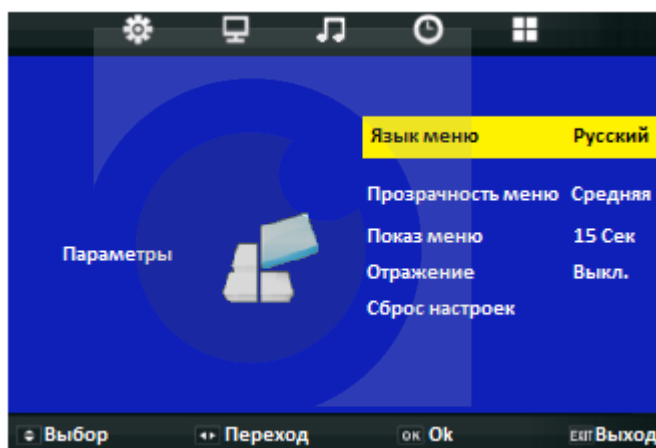 Язык меню Русский
Прозрачность меню Средняя
Показ меню 15 Сек
Параметры
Отражение Выкл.
Сброс настроек
Выбор Переход OK Ok EXIT Выход